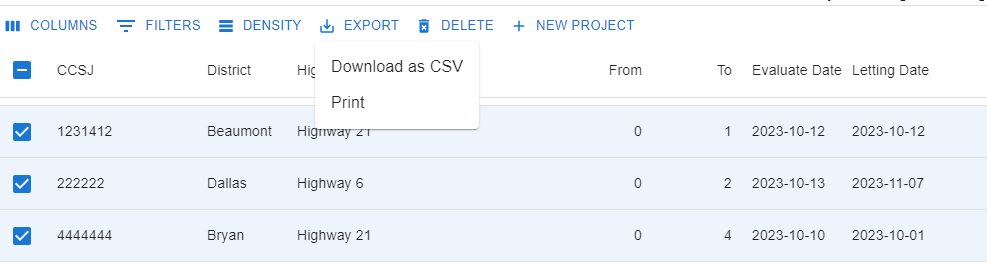 COLUMNS FILTERS DENSITY EXPORT DELETE NEW PROJECT
Download as CSV
CCSJ District From To Evaluate Date Letting Date
Print
1231412 Beaumont Highway 21 0 1 2023-10-12 2023-10-12
222222 Dallas Highway 6 0 2 2023-10-13 2023-11-07
4444444 Bryan Highway 21 0 4 2023-10-10 2023-10-01